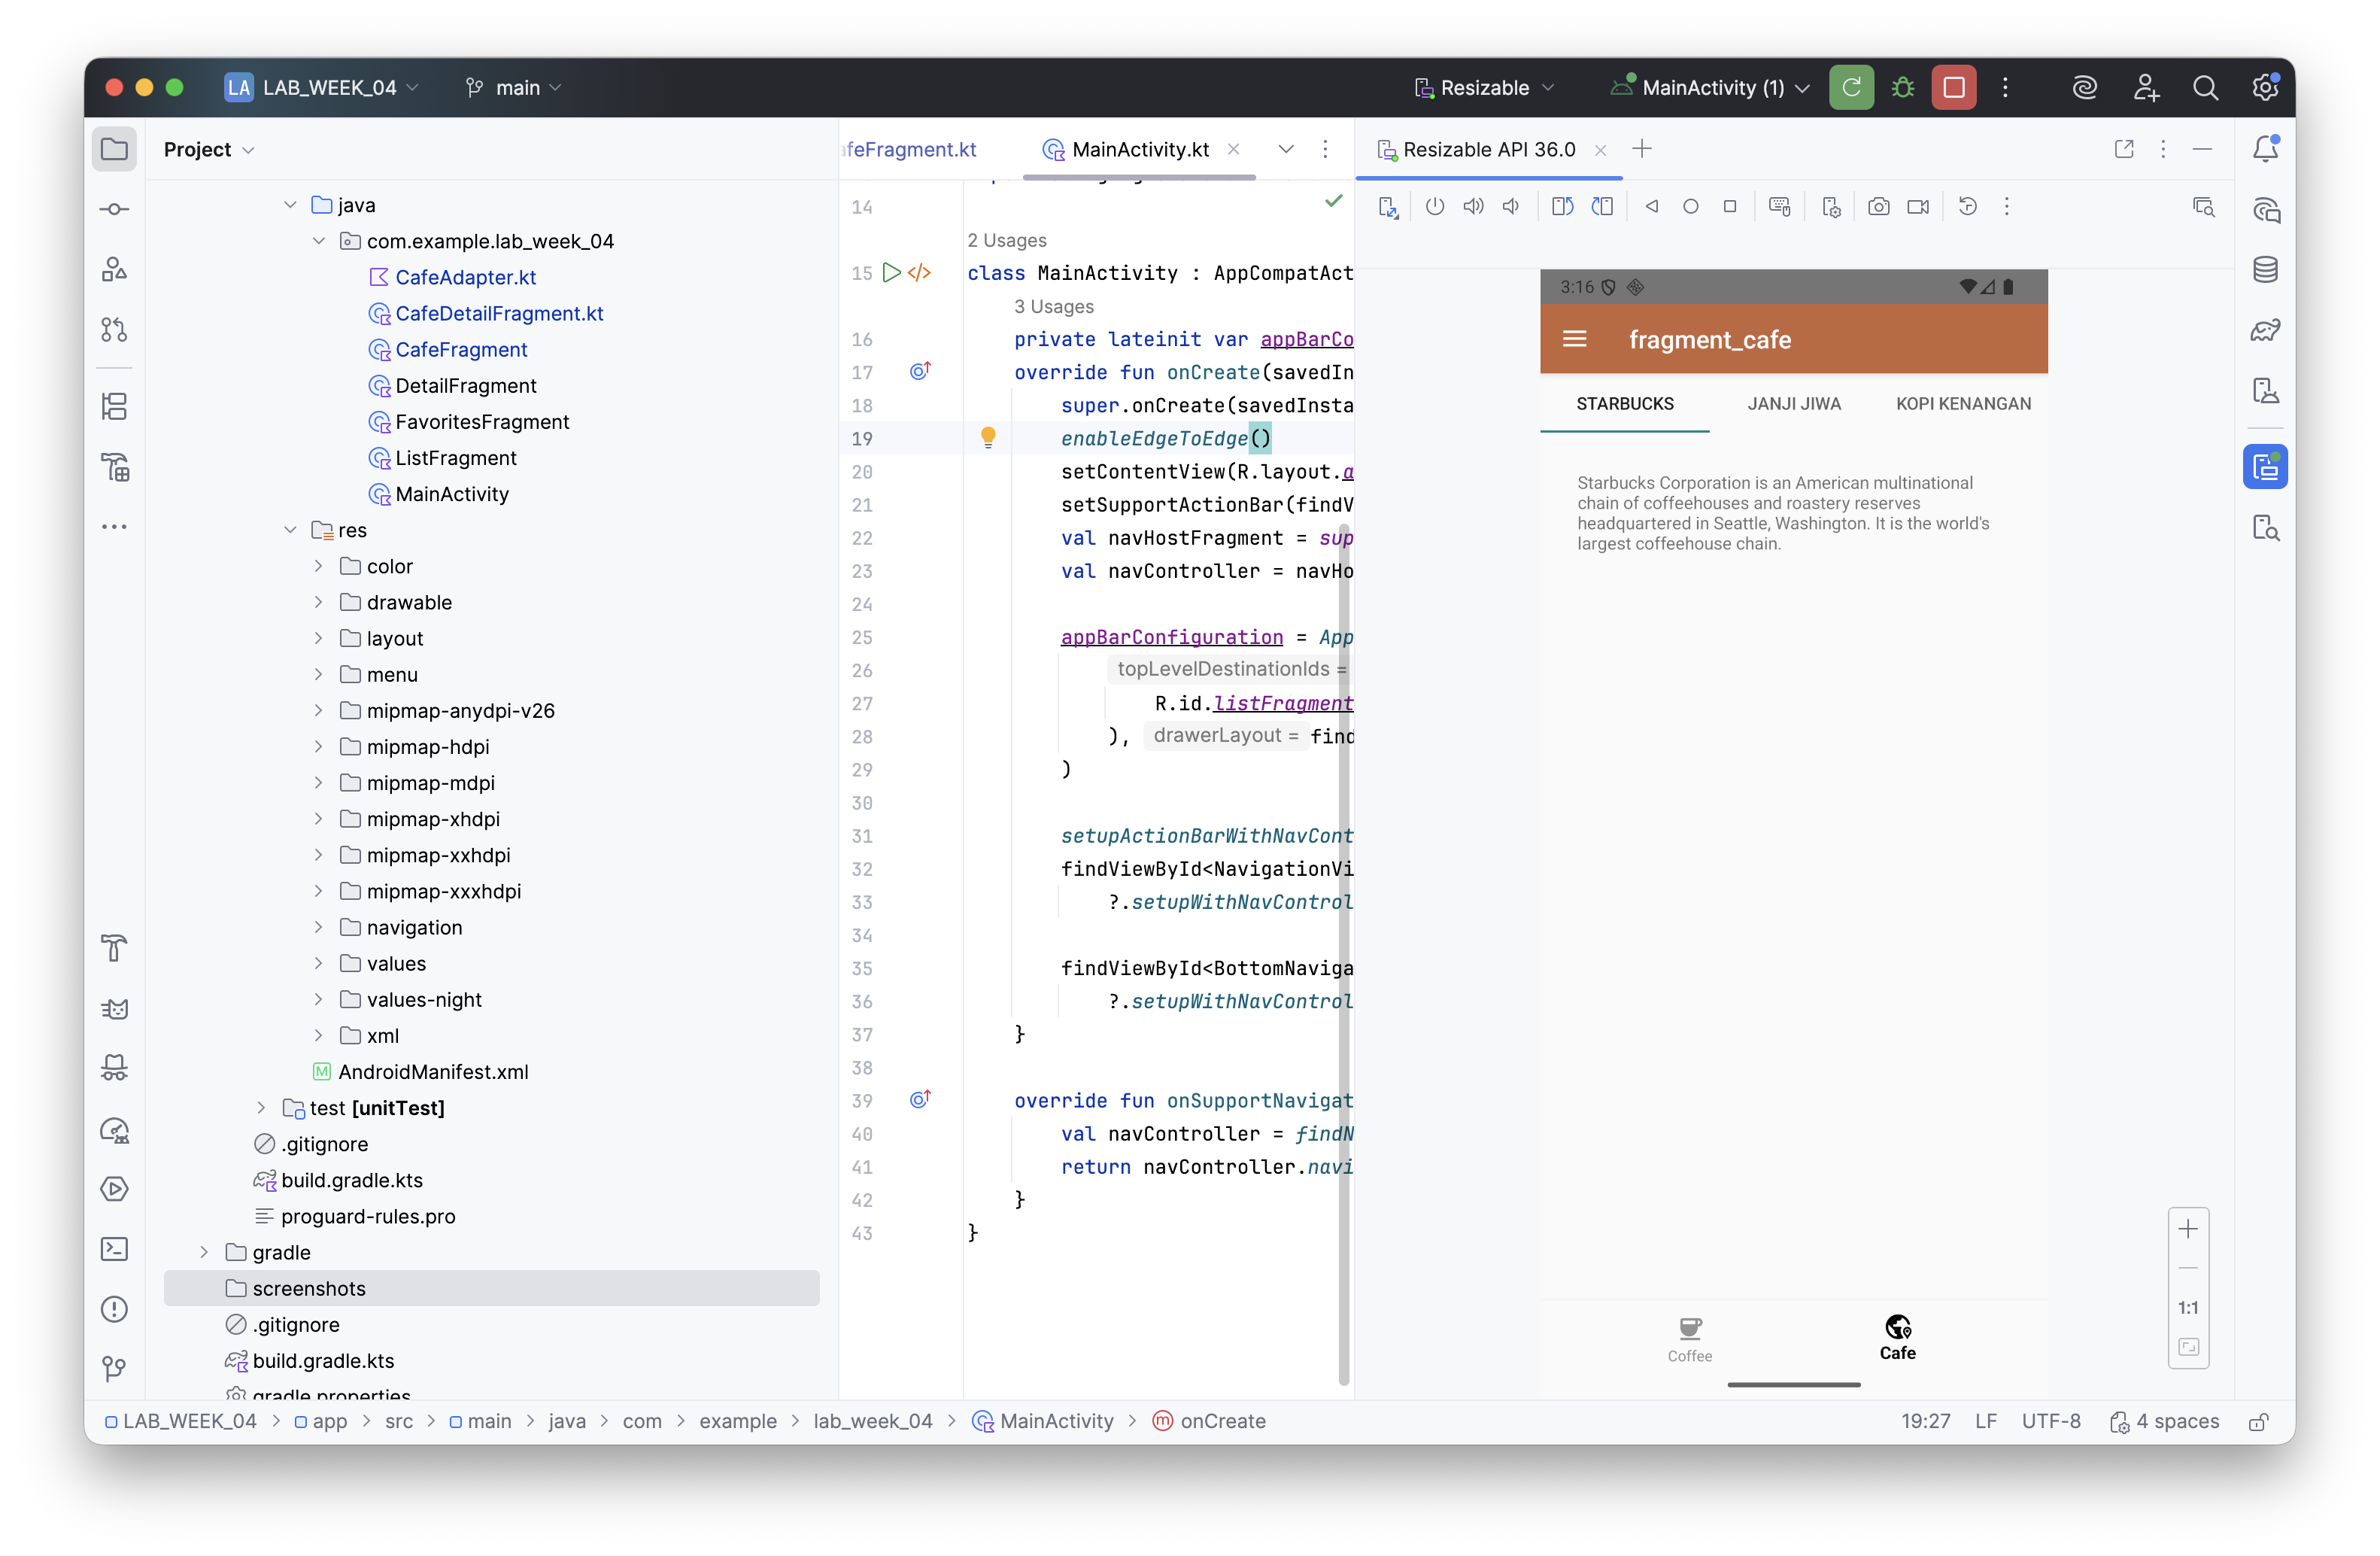 LA LAB_WEEK_04
main
Resizable
MainActivity (1)
Project
java
com.example.lab_week_04
CafeAdapter.kt
CafeDetailFragment.kt
CafeFragment
DetailFragment
FavoritesFragment
ListFragment
MainActivity
res
color
drawable
layout
menu
mipmap-anydpi-v26
mipmap-hdpi
mipmap-mdpi
mipmap-xhdpi
mipmap-xxhdpi
mipmap-xxxhdpi
navigation
values
values-night
xml
AndroidManifest.xml
test [unitTest]
.gitignore
build.gradle.kts
proguard-rules.pro
gradle
screenshots
.gitignore
build.gradle.kts
gradle.properties
afeFragment.kt
MainActivity.kt
14
2 Usages
15 class MainActivity : AppCompatAct
3 Usages
16 private lateinit var appBarCo
17 override fun onCreate(savedIn
18 super.onCreate(savedInsta
19 enableEdgeToEdge()
20 setContentView(R.layout.a
21 setSupportActionBar(findV
22 val navHostFragment = sup
23 val navController = navHo
24
25 appBarConfiguration = App
26 topLevelDestinationIds =
27 R.id.listFragment
28 ), drawerLayout = find
29 )
30
31 setupActionBarWithNavCont
32 findViewById<NavigationVi
33 ?.setupWithNavControl
34
35 findViewById<BottomNaviga
36 ?.setupWithNavControl
37 }
38
39 override fun onSupportNavigat
40 val navController = findN
41 return navController.navi
42 }
43 }
Resizable API 36.0
3:16
fragment_cafe
STARBUCKS
JANJI JIWA
KOPI KENANGAN
Starbucks Corporation is an American multinational
chain of coffeehouses and roastery reserves
headquartered in Seattle, Washington. It is the world's
largest coffeehouse chain.
1:1
Coffee
Cafe
LAB_WEEK_04 > app > src > main > java > com > example > lab_week_04 > MainActivity > onCreate
19:27
LF
UTF-8
4 spaces